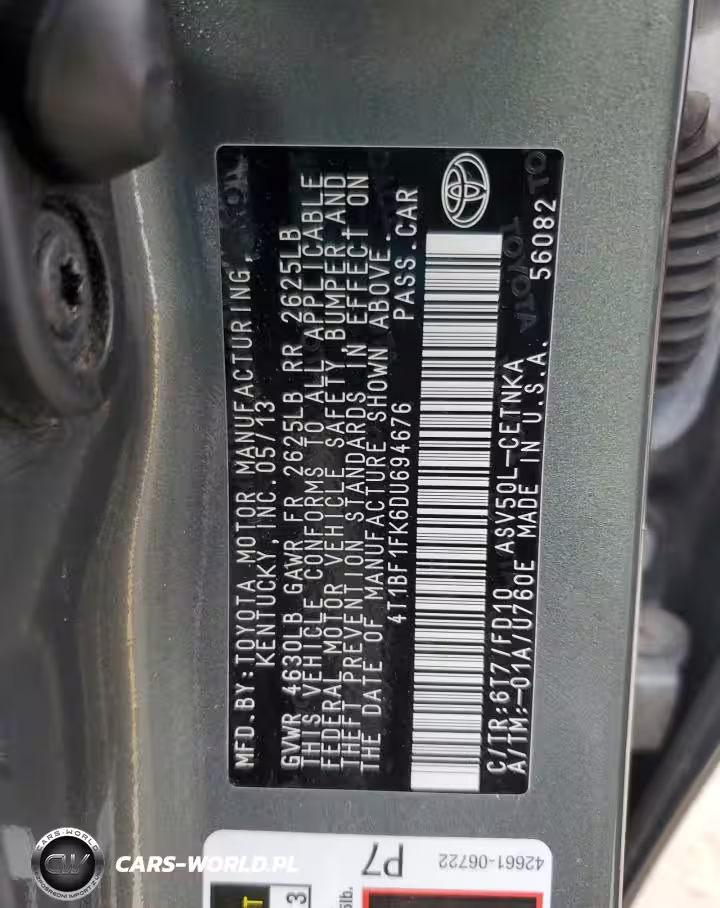 MFD.BY:TOYOTA MOTOR MANUFACTURING,
KENTUCKY,INC.05/13
GVWR 4630LB GAWR FR 2625LB RR 2625LB
THIS VEHICLE CONFORMS TO ALL APPLICABLE
FEDERAL MOTOR VEHICLE SAFETY, BUMPER,AND
THEFT PREVENTION STANDARDS IN EFFECT ON
THE DATE OF MANUFACTURE SHOWN ABOVE.
4T1BF1FK6DU694676 PASS.CAR
C/TR:6T7/FD10 ASV50L-CETNKA
A/TM:-01A/U760E MADE IN U.S.A. 56082
TOYOTA
P7
42661-06722
CARS-WORLD
CW
CARS-WORLD.PL